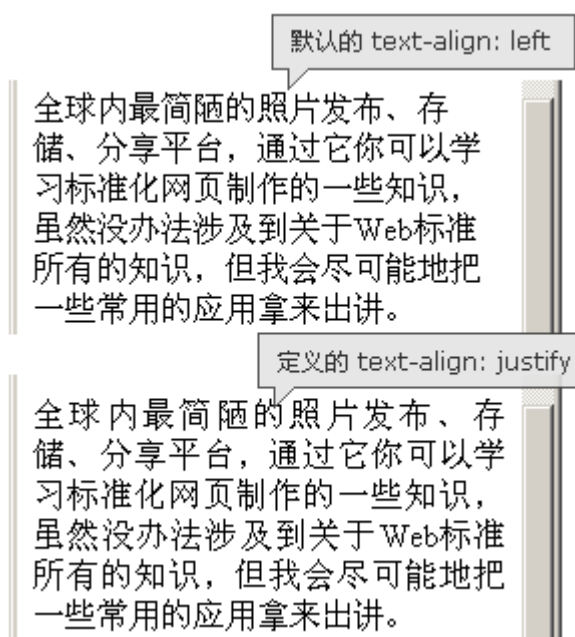 默认的 text-align: left
全球内最简陋的照片发布、存
储、分享平台，通过它你可以学
习标准化网页制作的一些知识，
虽然没办法涉及到关于Web标准
所有的知识，但我会尽可能地把
一些常用的应用拿来出讲。
定义的 text-align: justify
全球内最简陋的照片发布、存
储、分享平台，通过它你可以学
习标准化网页制作的一些知识，
虽然没办法涉及到关于Web标准
所有的知识，但我会尽可能地把
一些常用的应用拿来出讲。